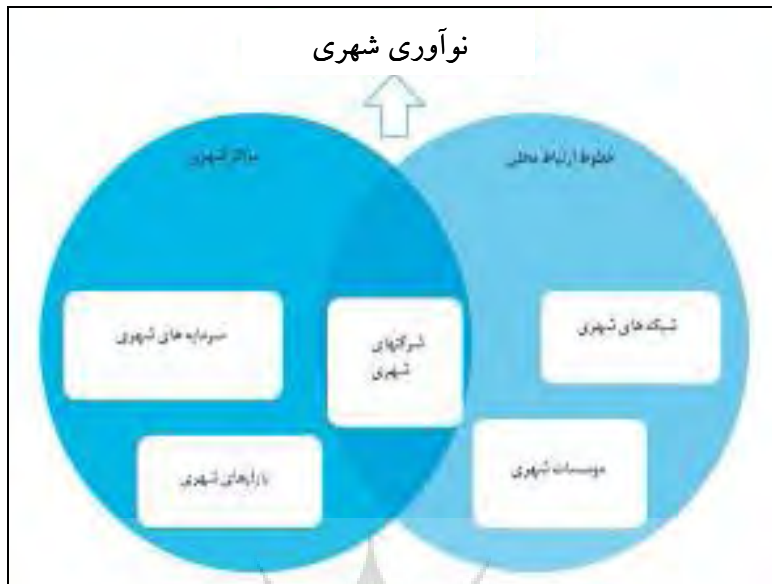 نوآوری شهری
خطوط ارتباط محلی
مراکز شهری
شبکه های شهری
شرکتهای
شهری
سرمایه های شهری
موسسات شهری
بازارهای شهری